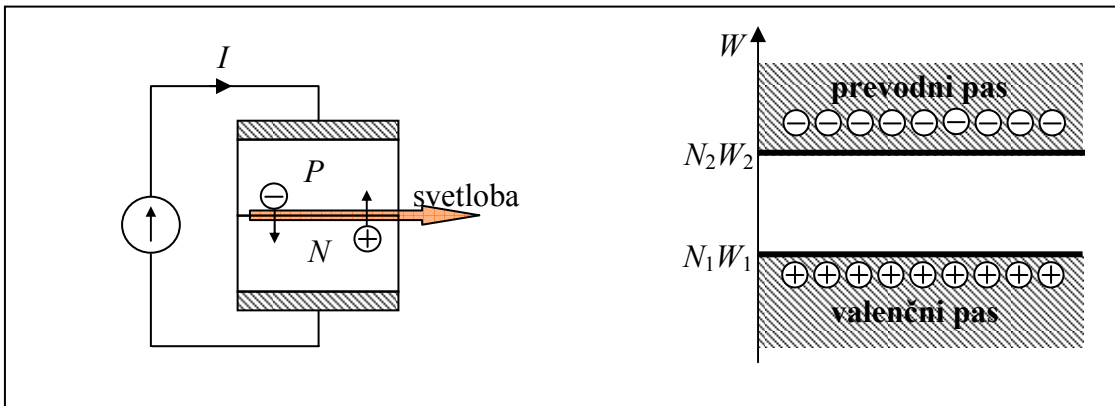 I
P
svetloba
N
W
prevodni pas
N₂W₂
N₁W₁
valenčni pas